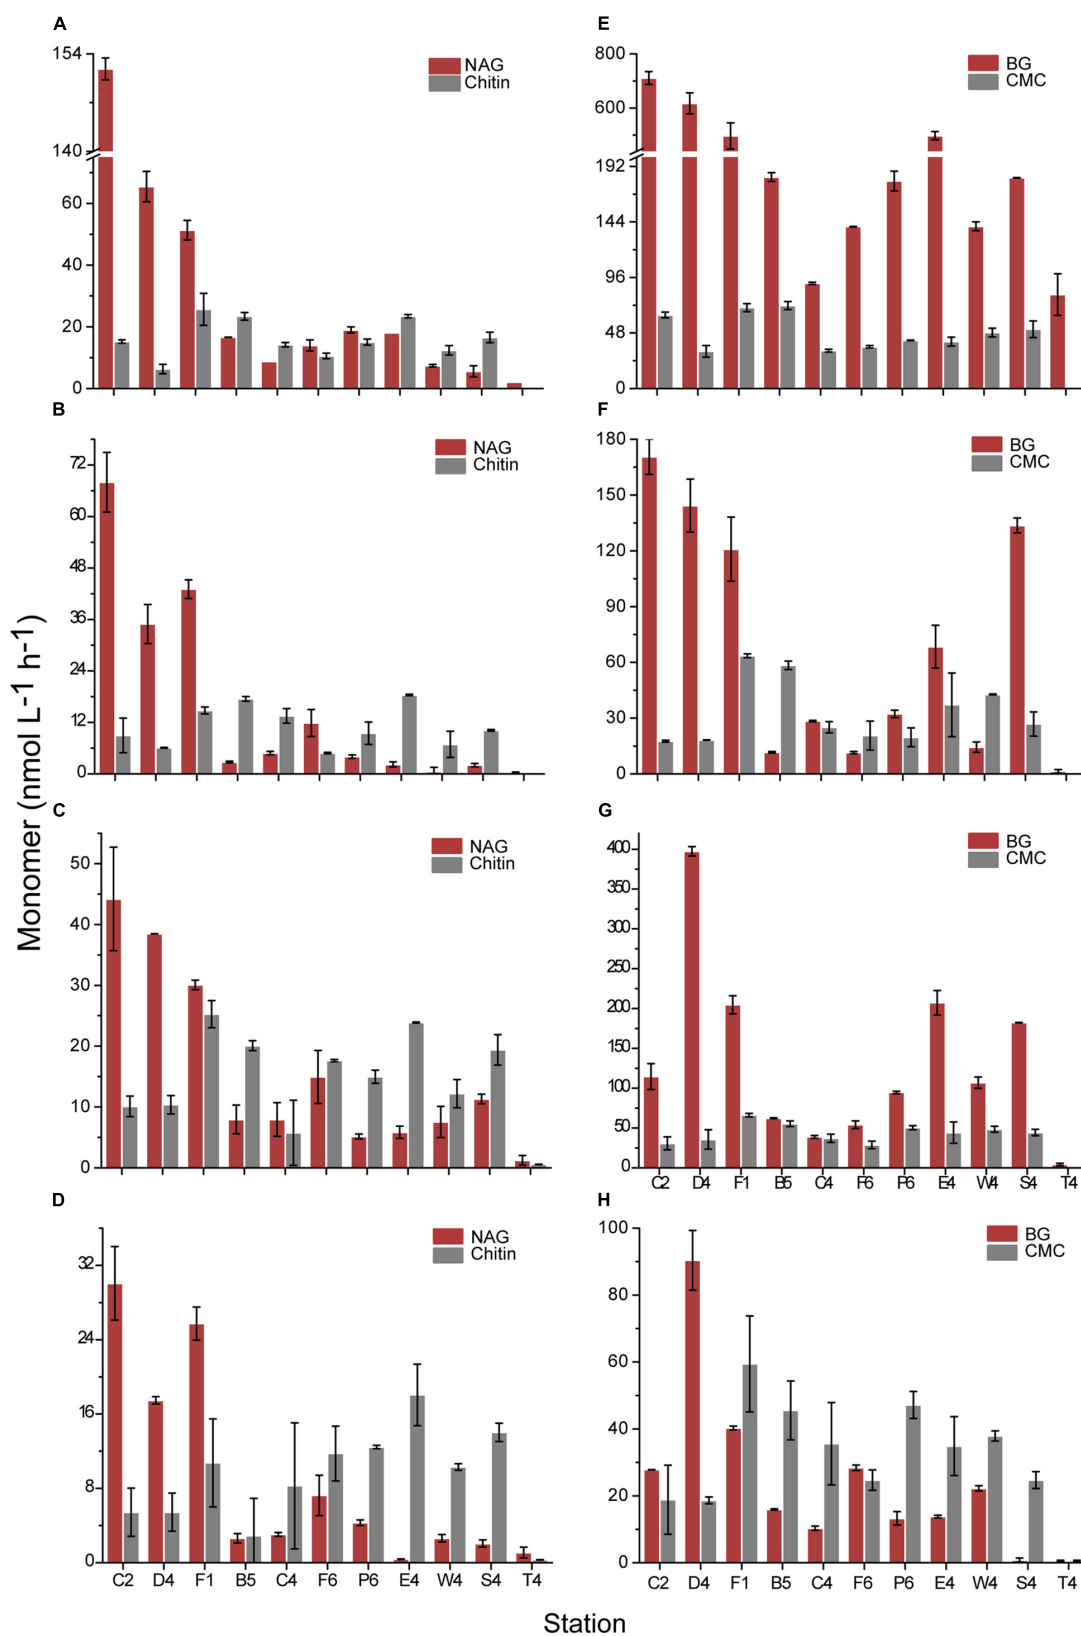 A
E
154
140
60
40
20
0
NAG
Chitin
800
600
192
144
96
48
0
BG
CMC
B
F
72
60
48
36
24
12
0
NAG
Chitin
180
150
120
90
60
30
0
BG
CMC
C
G
50
40
30
20
10
0
NAG
Chitin
400
350
300
250
200
150
100
50
0
BG
CMC
C2 D4 F1 B5 C4 F6 P6 E4 W4 S4 T4
D
H
32
24
16
8
0
NAG
Chitin
C2 D4 F1 B5 C4 F6 P6 E4 W4 S4 T4
100
80
60
40
20
0
BG
CMC
C2 D4 F1 B5 C4 F6 P6 E4 W4 S4 T4
Monomer (nmol L-1 h-1)
Station